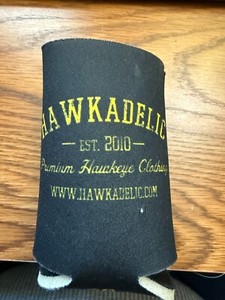 HAWKADELIC
EST. 2010
Premium Hawkeye Clothing
WWW.HAWKADELIC.COM